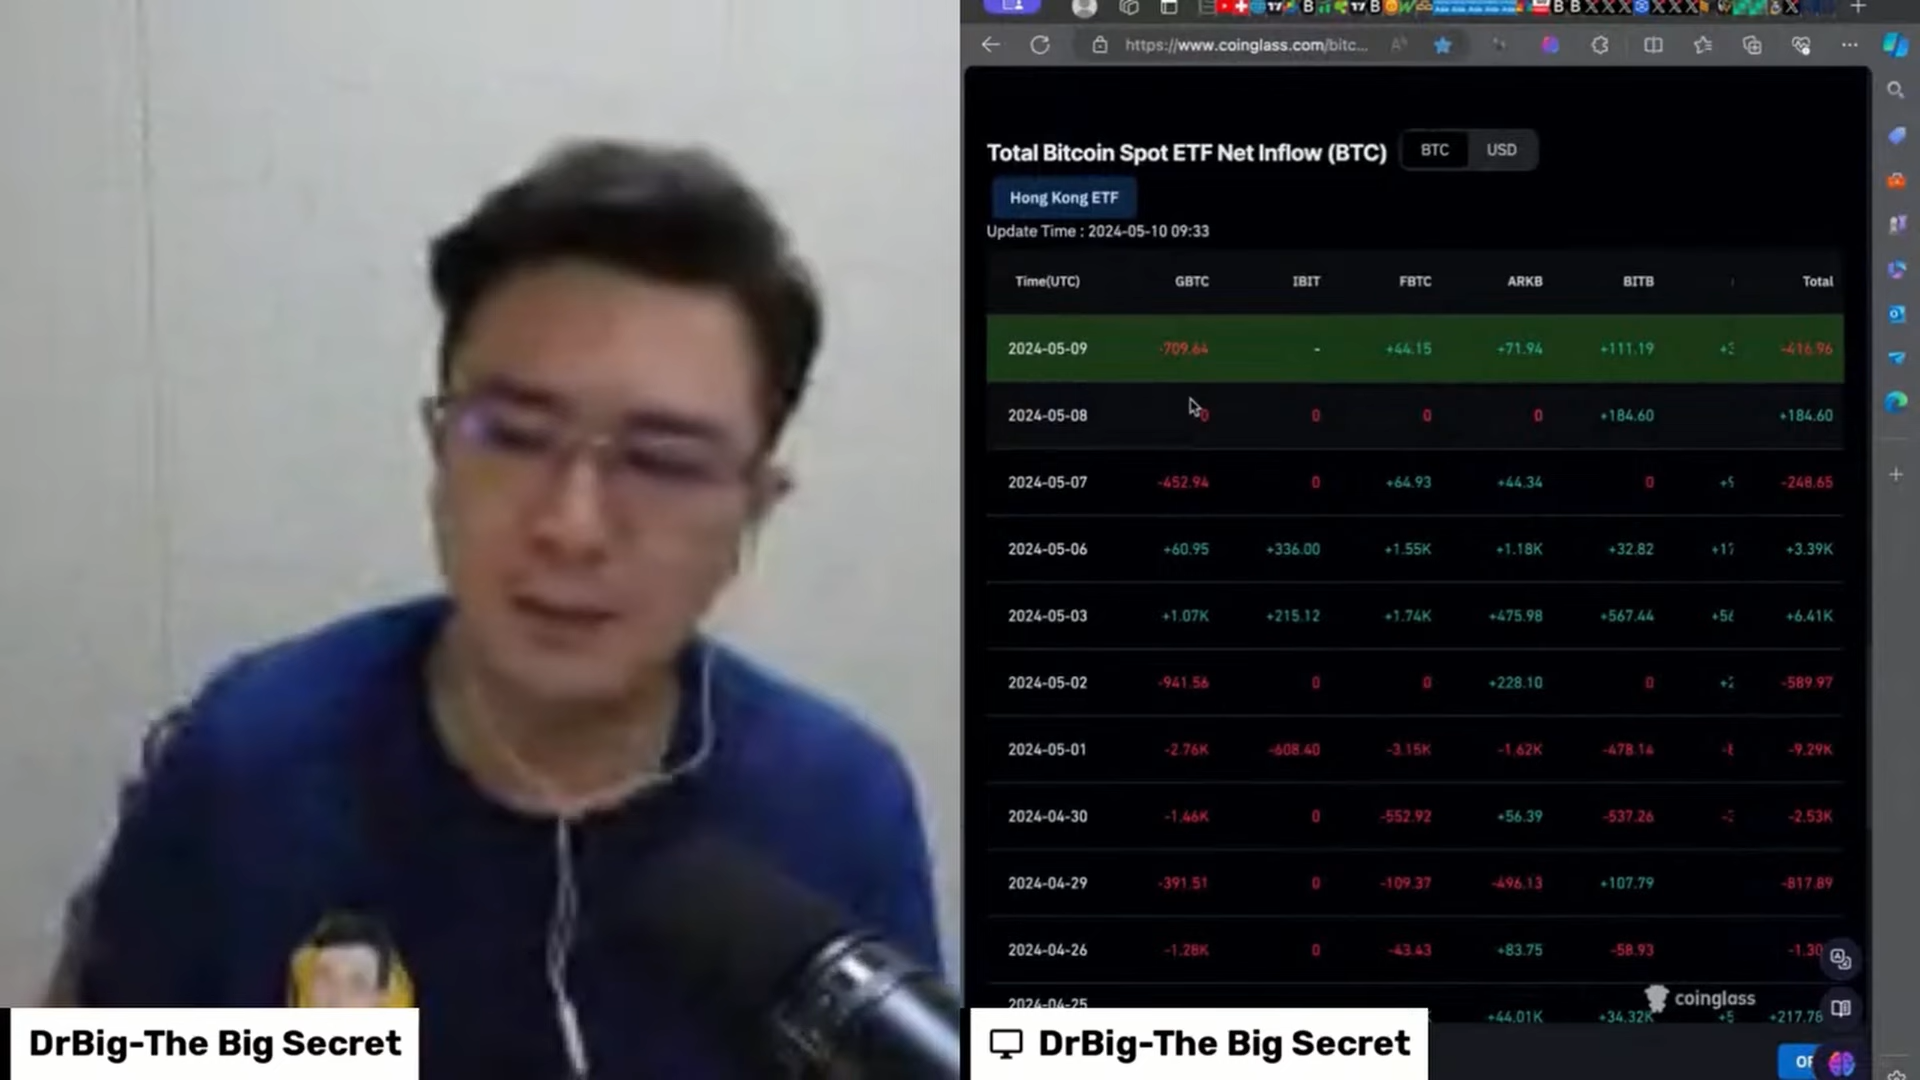 https://www.coinglass.com/bitc...
Total Bitcoin Spot ETF Net Inflow (BTC) BTC USD
Hong Kong ETF
Update Time : 2024-05-10 09:33
Time(UTC) GBTC IBIT FBTC ARKB BITB Total
2024-05-09 -709.64 - +44.15 +71.94 +111.19 -416.96
2024-05-08 0 0 0 0 +184.60 +184.60
2024-05-07 -452.94 0 +64.93 +44.34 0 -248.65
2024-05-06 +60.95 +336.00 +1.55K +1.18K +32.82 +3.39K
2024-05-03 +1.07K +215.12 +1.74K +475.98 +567.44 +6.41K
2024-05-02 -941.56 0 0 +228.10 0 -589.97
2024-05-01 -2.76K -608.40 -3.15K -1.62K -478.14 -9.29K
2024-04-30 -1.46K 0 -552.92 +56.39 -537.26 -2.53K
2024-04-29 -391.51 0 -109.37 -496.13 +107.79 -817.89
2024-04-26 -1.28K 0 -43.43 +83.75 -58.93 -1.30
2024-04-25 +44.01K +34.32K +217.78
coinglass
DrBig-The Big Secret
DrBig-The Big Secret